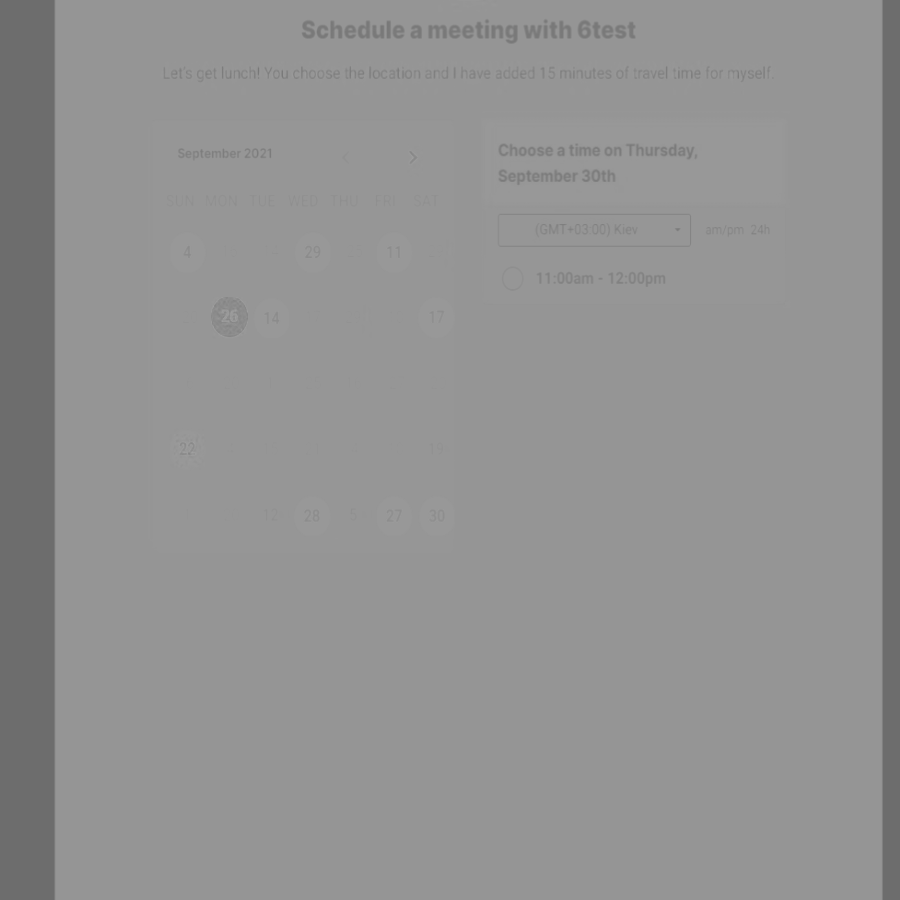 Schedule a meeting with 6test
Let's get lunch! You choose the location and I have added 15 minutes of travel time for myself.
September 2021
SUN MON TUE WED THU FRI SAT
4 29 11
26 14 17
22 19
12 28 5 27 30
Choose a time on Thursday,
September 30th
(GMT+03:00) Kiev am/pm 24h
11:00am - 12:00pm